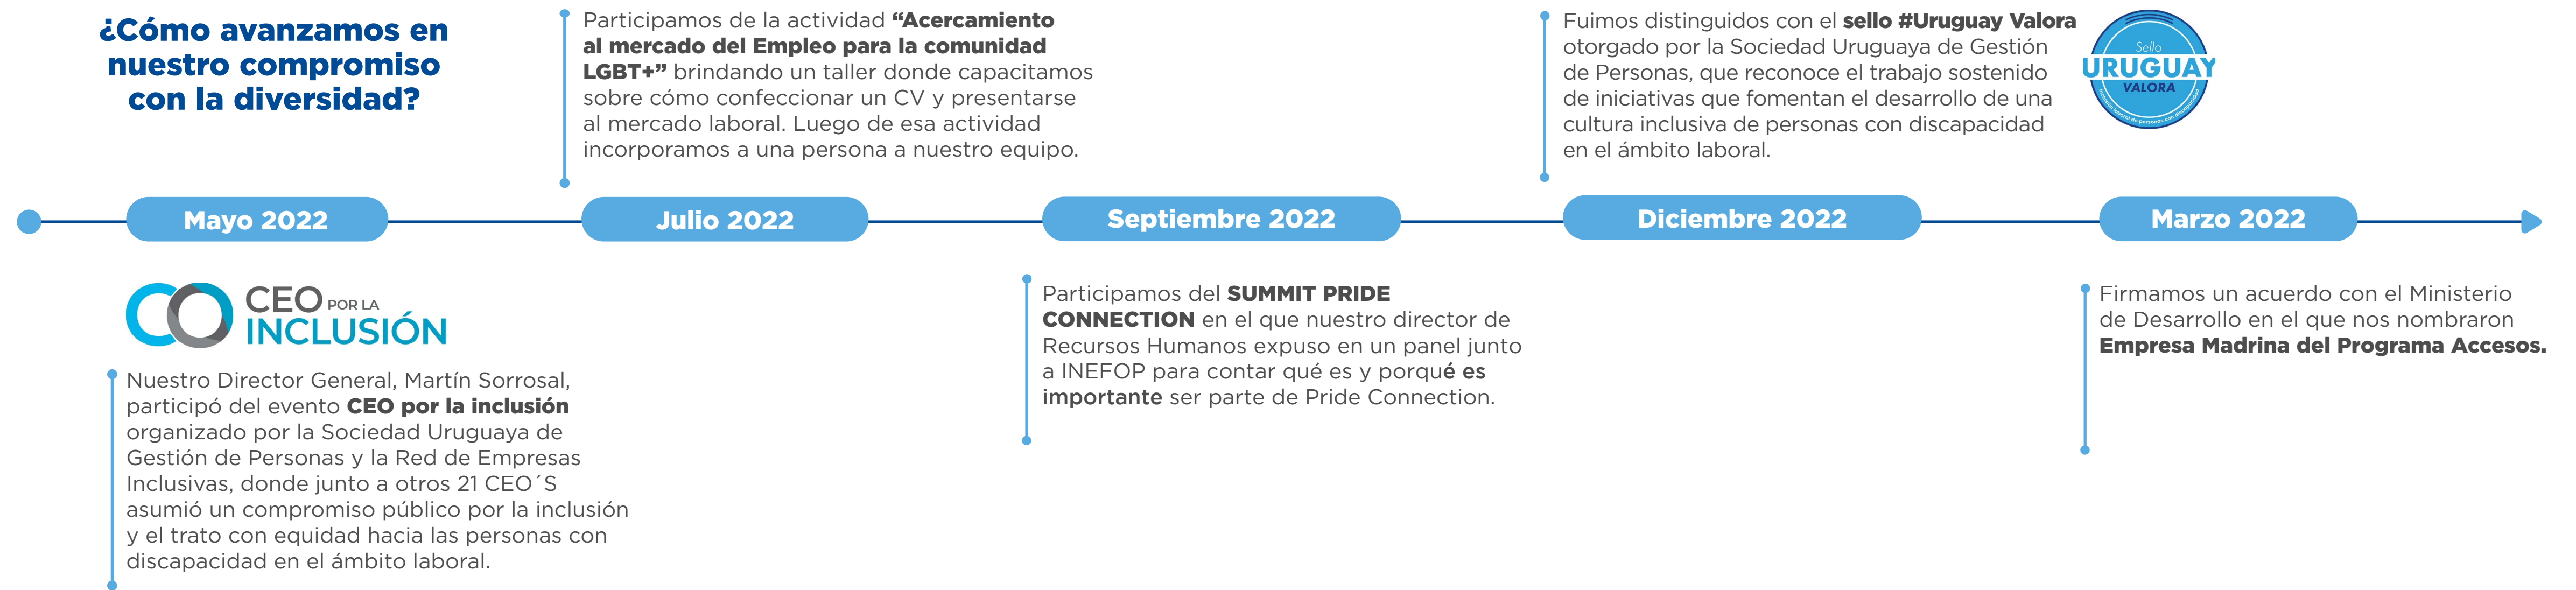 ¿Cómo avanzamos en
nuestro compromiso
con la diversidad?
Participamos de la actividad “Acercamiento
al mercado del Empleo para la comunidad
LGBT+” brindando un taller donde capacitamos
sobre cómo confeccionar un CV y presentarse
al mercado laboral. Luego de esa actividad
incorporamos a una persona a nuestro equipo.
Fuimos distinguidos con el sello #Uruguay Valora
otorgado por la Sociedad Uruguaya de Gestión
de Personas, que reconoce el trabajo sostenido
de iniciativas que fomentan el desarrollo de una
cultura inclusiva de personas con discapacidad
en el ámbito laboral.
Sello
URUGUAY
VALORA
Inclusión laboral de personas con discapacidad
Mayo 2022
Julio 2022
Septiembre 2022
Diciembre 2022
Marzo 2022
CEO POR LA
INCLUSIÓN
Nuestro Director General, Martín Sorrosal,
participó del evento CEO por la inclusión
organizado por la Sociedad Uruguaya de
Gestión de Personas y la Red de Empresas
Inclusivas, donde junto a otros 21 CEO´S
asumió un compromiso público por la inclusión
y el trato con equidad hacia las personas con
discapacidad en el ámbito laboral.
Participamos del SUMMIT PRIDE
CONNECTION en el que nuestro director de
Recursos Humanos expuso en un panel junto
a INEFOP para contar qué es y porqué es
importante ser parte de Pride Connection.
Firmamos un acuerdo con el Ministerio
de Desarrollo en el que nos nombraron
Empresa Madrina del Programa Accesos.